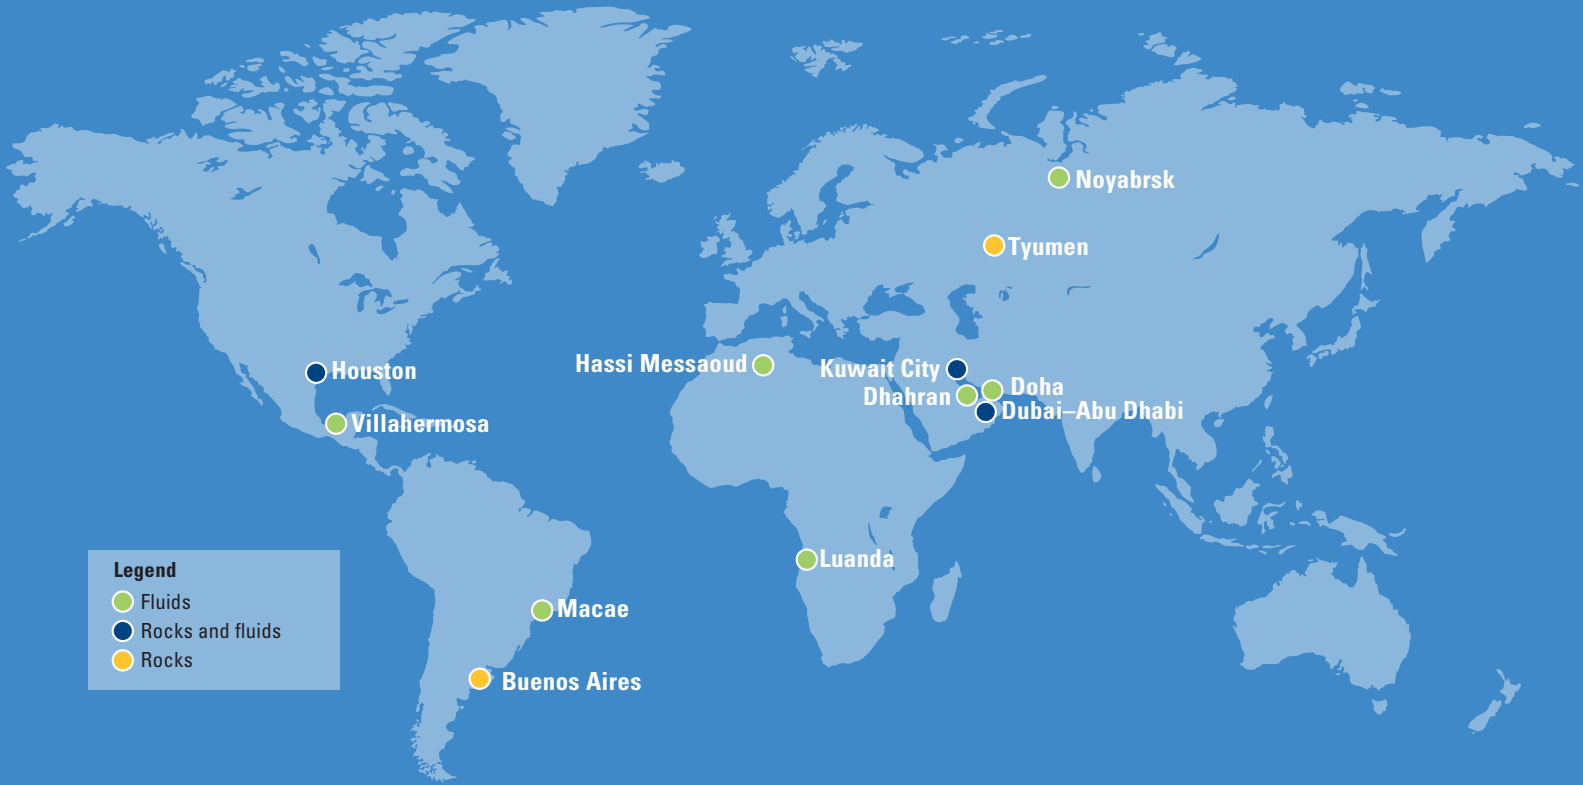 Noyabrsk
Tyumen
Hassi Messaoud
Kuwait City
Houston
Doha
Dhahran
Dubai–Abu Dhabi
Villahermosa
Luanda
Macae
Buenos Aires
Legend
Fluids
Rocks and fluids
Rocks